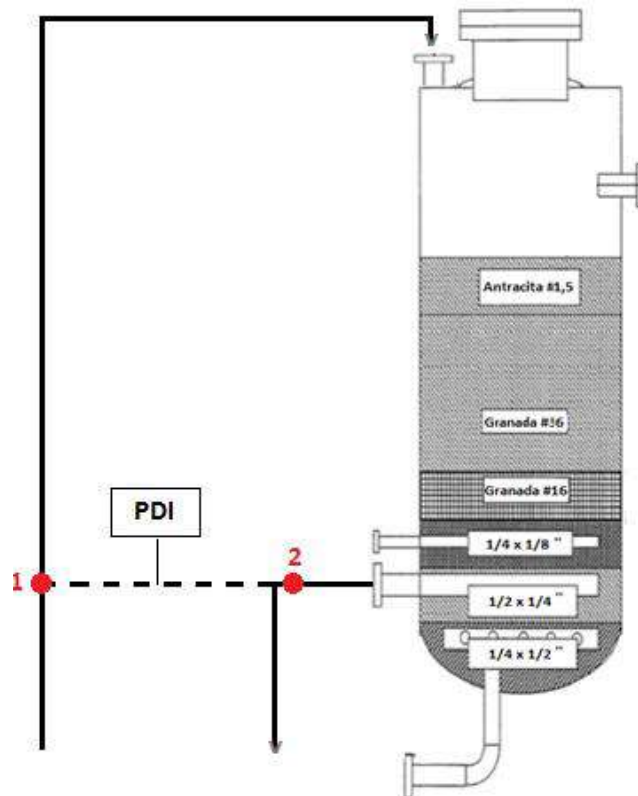 Antracita #1,5
Granada #36
Granada #16
PDI
2
1
1/4 x 1/8 "
1/2 x 1/4"
1/4 x 1/2"